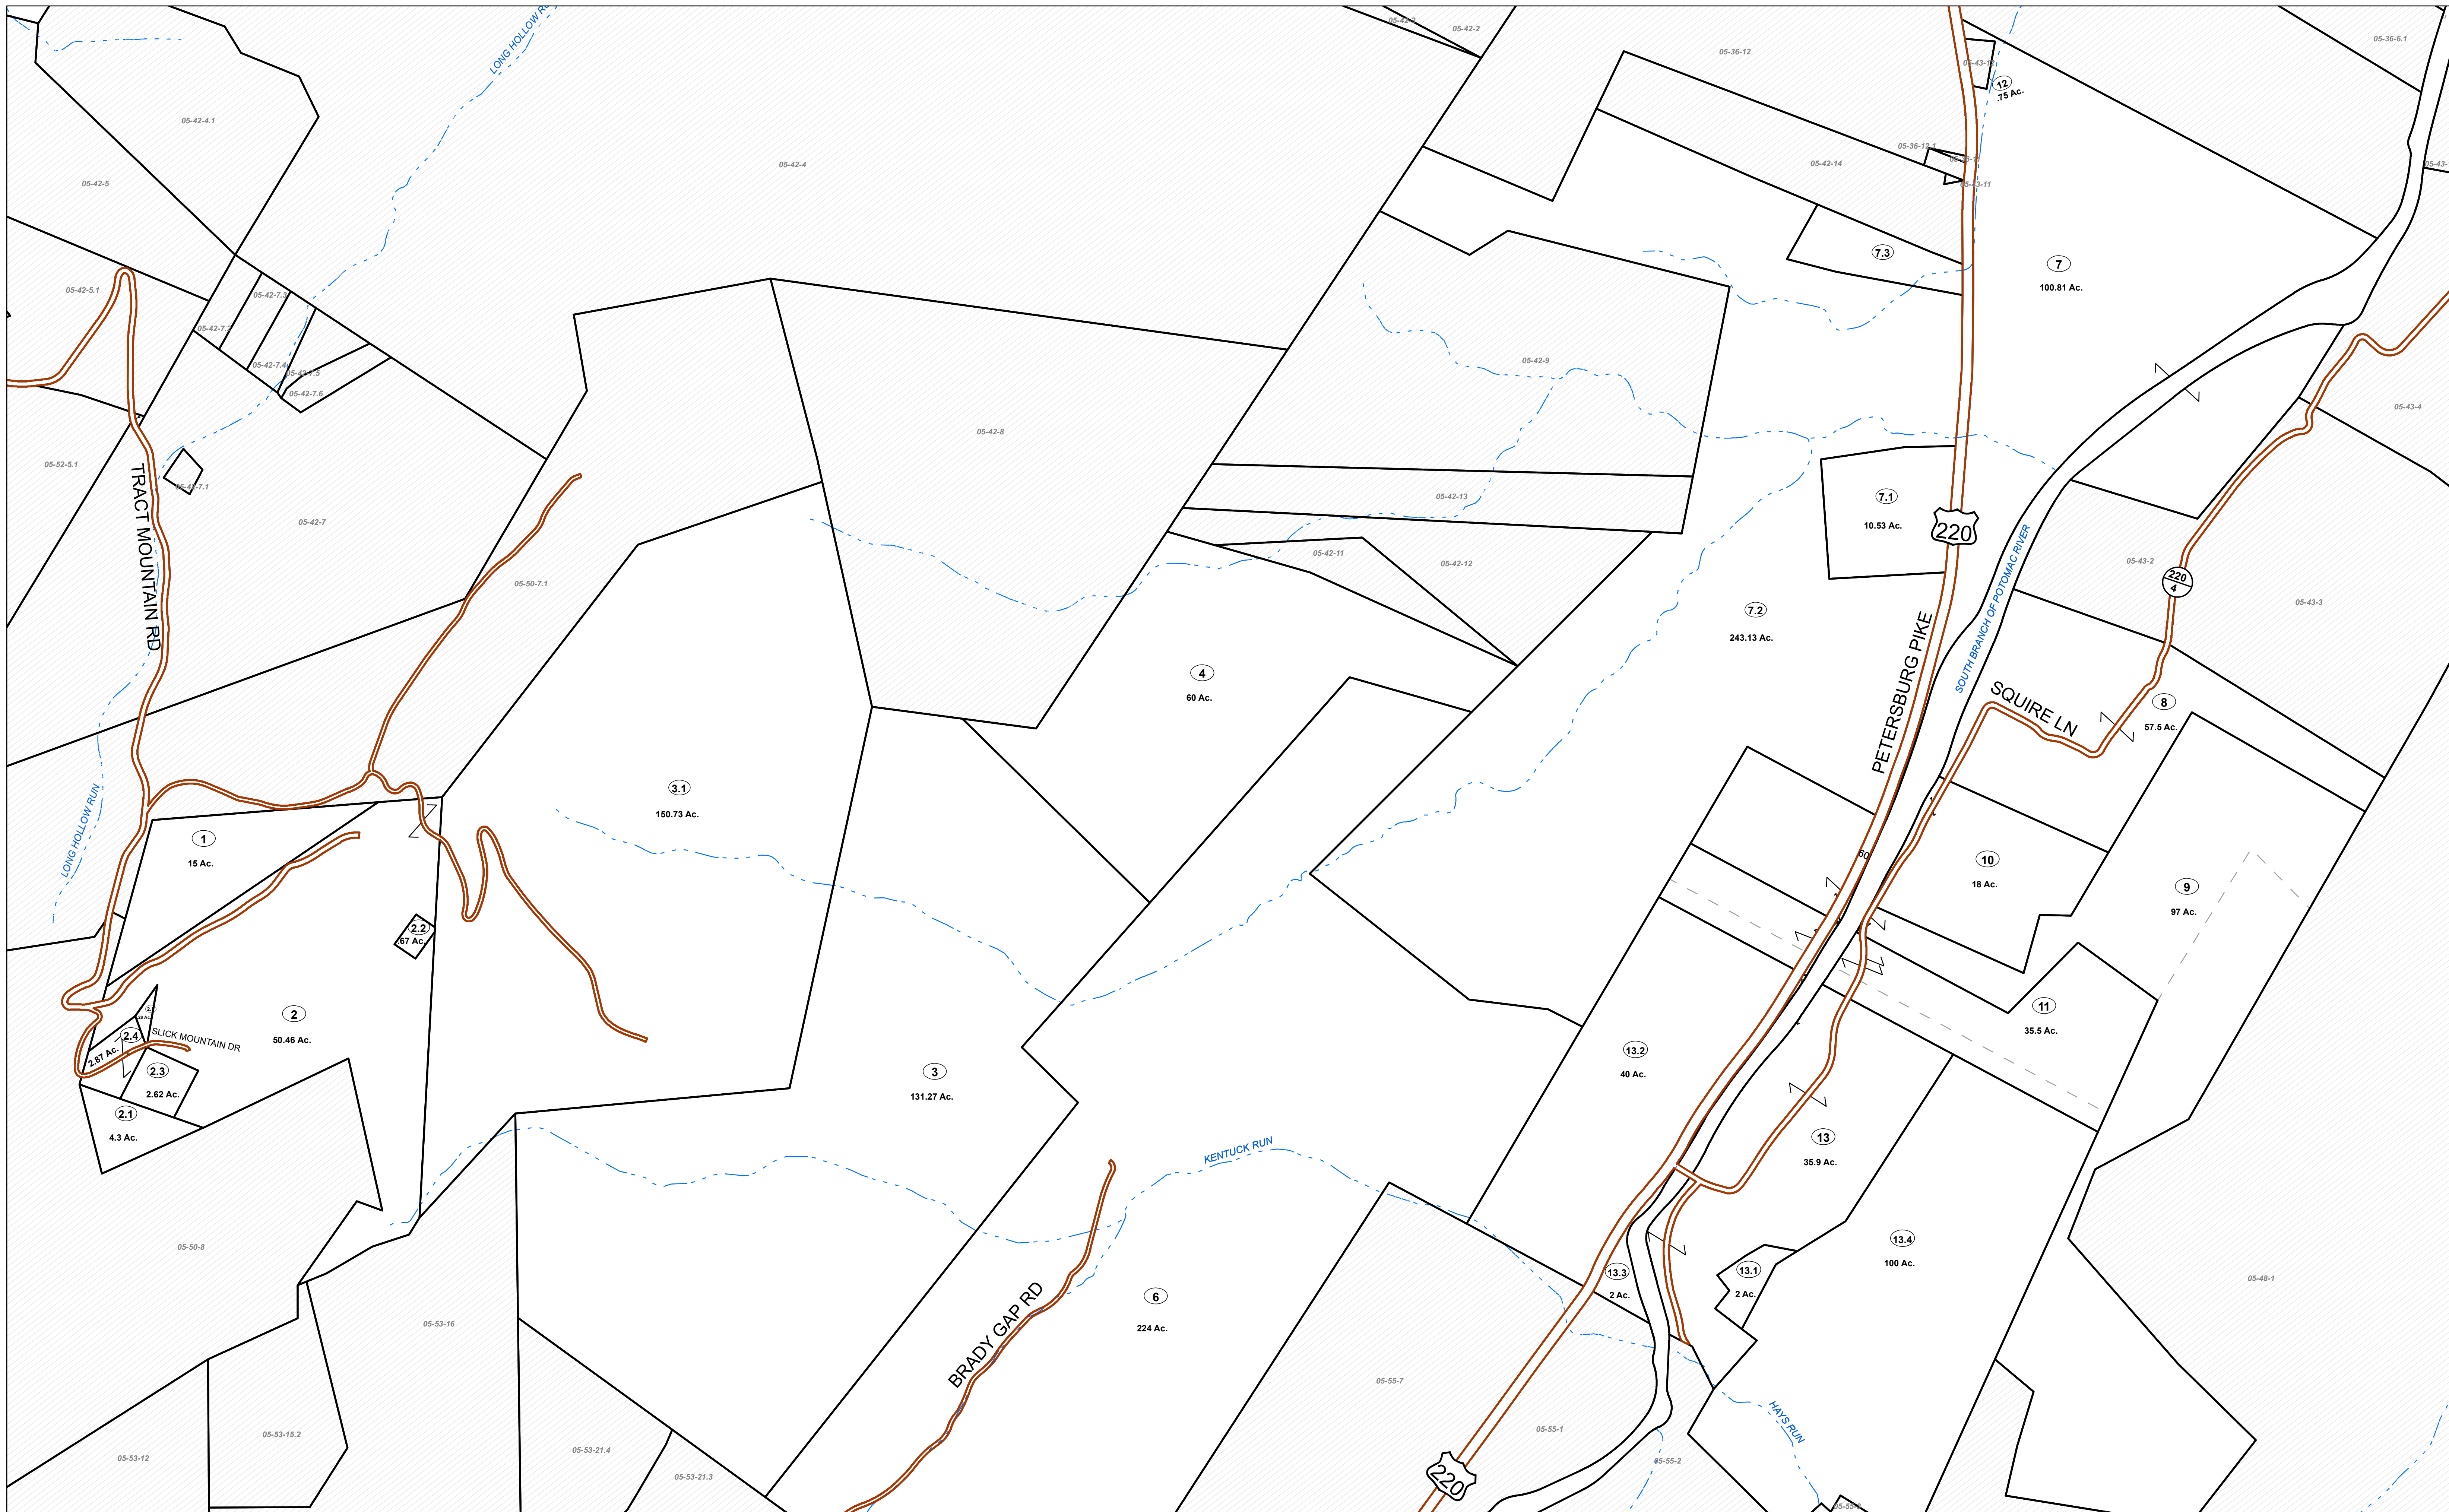 05-42-3
05-42-2
05-36-12
05-36-6.1
LONG HOLLOW RUN
05-43-12
12
.75 Ac.
05-42-4.1
05-42-5
05-42-4
05-42-14
05-36-12.1
05-43-11
7.3
7
100.81 Ac.
05-42-5.1
05-42-7.3
05-42-7.2
05-42-7.4
05-42-7.5
05-42-7.6
05-42-9
05-43-4
05-42-8
05-52-5.1
05-42-7.1
05-42-7
05-42-13
7.1
10.53 Ac.
220
TRACT MOUNTAIN RD
05-50-7.1
05-42-11
05-42-12
05-43-2
220
4
05-43-3
7.2
243.13 Ac.
SOUTH BRANCH OF POTOMAC RIVER
PETERSBURG PIKE
4
60 Ac.
SQUIRE LN
8
57.5 Ac.
LONG HOLLOW RUN
3.1
150.73 Ac.
1
15 Ac.
60
10
18 Ac.
9
97 Ac.
2.2
.67 Ac.
2
50.46 Ac.
11
35.5 Ac.
2.4
2.87 Ac.
SLICK MOUNTAIN DR
2.3
2.62 Ac.
2.1
4.3 Ac.
3
131.27 Ac.
13.2
40 Ac.
13
35.9 Ac.
KENTUCK RUN
05-50-8
13.4
100 Ac.
13.3
2 Ac.
13.1
2 Ac.
05-48-1
6
224 Ac.
BRADY GAP RD
05-53-16
05-55-7
05-53-15.2
05-53-12
05-53-21.4
05-53-21.3
05-55-1
05-55-2
HAYS RUN
220